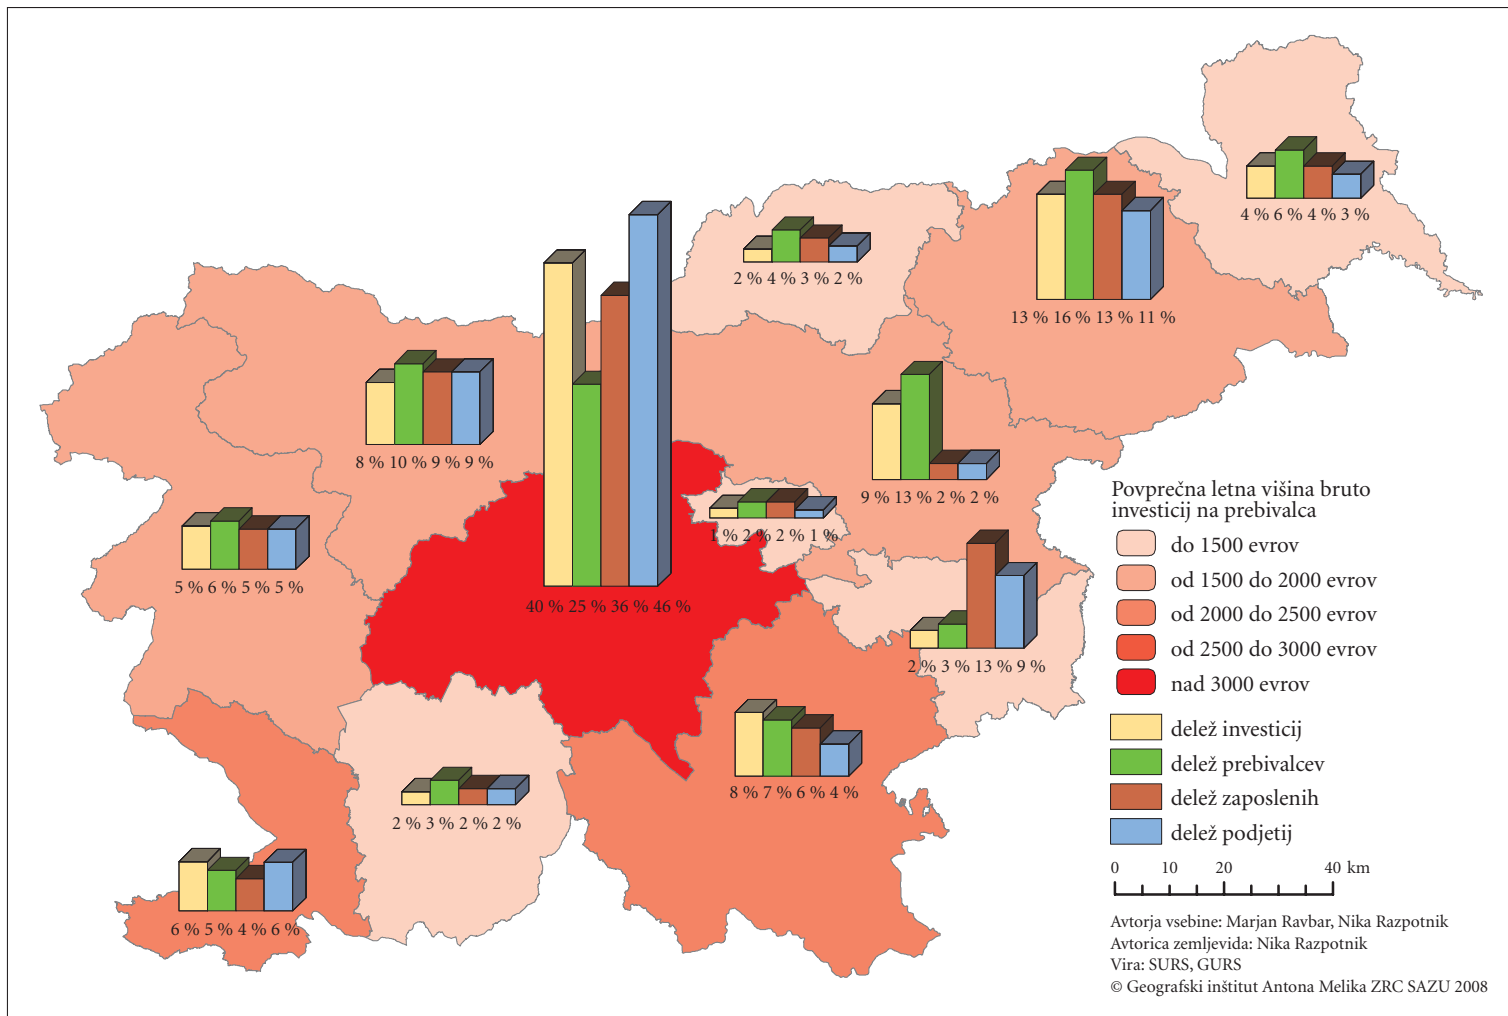 4 % 6 % 4 % 3 %
2 % 4 % 3 % 2 %
13 % 16 % 13 % 11 %
8 % 10 % 9 % 9 %
9 % 13 % 2 % 2 %
1 % 2 % 2 % 1 %
5 % 6 % 5 % 5 %
40 % 25 % 36 % 46 %
2 % 3 % 13 % 9 %
8 % 7 % 6 % 4 %
2 % 3 % 2 % 2 %
6 % 5 % 4 % 6 %
Povprečna letna višina bruto
investicij na prebivalca
do 1500 evrov
od 1500 do 2000 evrov
od 2000 do 2500 evrov
od 2500 do 3000 evrov
nad 3000 evrov
delež investicij
delež prebivalcev
delež zaposlenih
delež podjetij
0 10 20 40 km
Avtorja vsebine: Marjan Ravbar, Nika Razpotnik
Avtorica zemljevida: Nika Razpotnik
Vira: SURS, GURS
© Geografski inštitut Antona Melika ZRC SAZU 2008